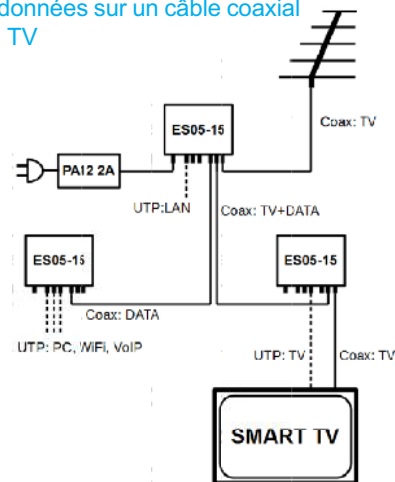 données sur un câble coaxial
TV
Coax: TV
ES05-15
PA12 2A
UTP:LAN
Coax: TV+DATA
ES05-15
ES05-15
Coax: DATA
UTP: PC, WiFi, VoIP
UTP: TV
Coax: TV
SMART TV